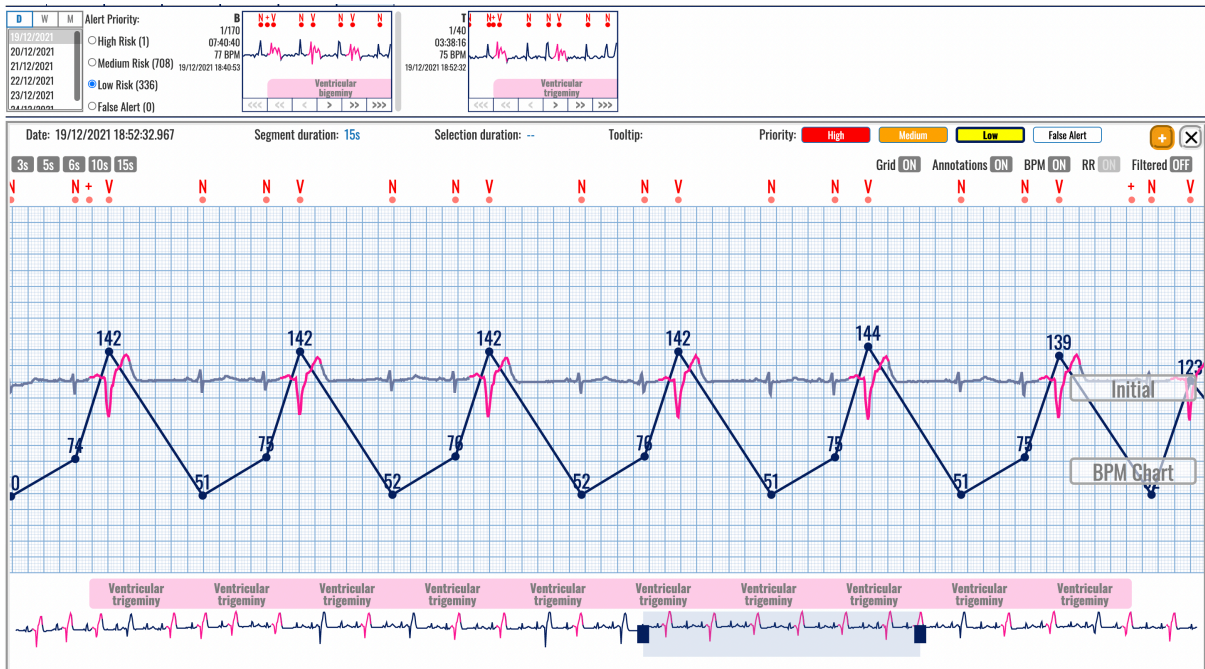 D W M Alert Priority:
19/12/2021
20/12/2021
21/12/2021
22/12/2021
23/12/2021
24/12/2021
High Risk (1)
Medium Risk (708)
Low Risk (336)
False Alert (0)
B
1/170
07:40:40
77 BPM
19/12/2021 18:40:53
N + V N V N V N
Ventricular
bigeminy
<<< << < > >> >>>
T
1/40
03:38:16
75 BPM
19/12/2021 18:52:32
N N + V N N V N N
Ventricular
trigeminy
<<< << < > >> >>>
Date: 19/12/2021 18:52:32.967 Segment duration: 15s Selection duration: -- Tooltip: Priority: High Medium Low False Alert + X
3s 5s 6s 10s 15s Grid ON Annotations ON BPM ON RR ON Filtered OFF
N N + V N N V N N V N N V N N V N N V + N V
142 142 142 142 144 139 123
Initial
74 75 76 76 75 75
0 51 52 52 51 51
BPM Chart
Ventricular Ventricular Ventricular Ventricular Ventricular Ventricular Ventricular Ventricular Ventricular Ventricular
trigeminy trigeminy trigeminy trigeminy trigeminy trigeminy trigeminy trigeminy trigeminy trigeminy